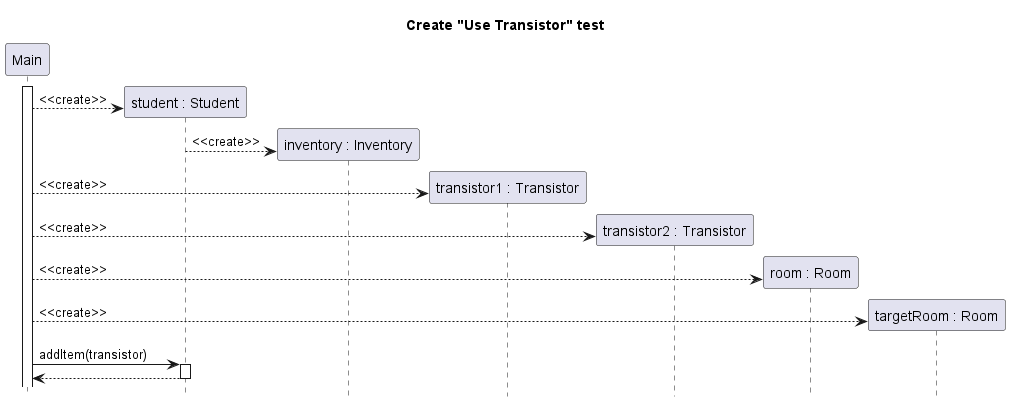 Create "Use Transistor" test
Main
<<create>>
student : Student
<<create>>
inventory : Inventory
<<create>>
transistor1 : Transistor
<<create>>
transistor2 : Transistor
<<create>>
room : Room
<<create>>
targetRoom : Room
addItem(transistor)